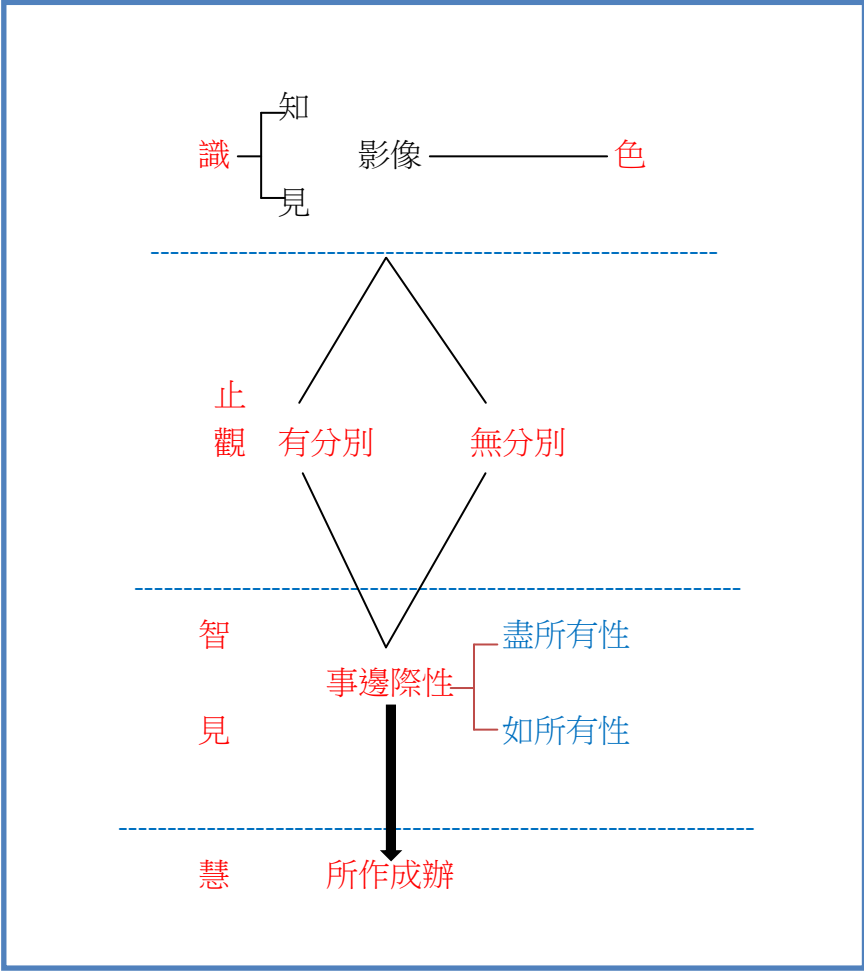 知
識 影像 色
見
止
觀 有分別 無分別
智 盡所有性
事邊際性
見 如所有性
慧 所作成辦